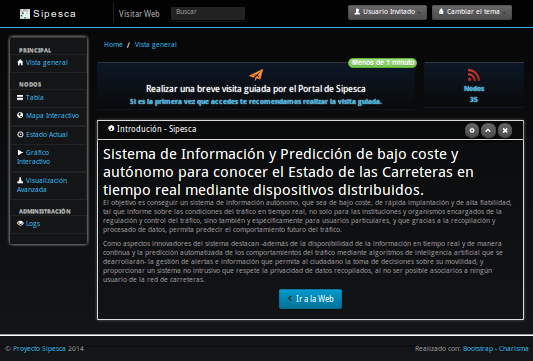 Sipesca
Visitar Web
Buscar
Usuario Invitado
Cambiar el tema
PRINCIPAL
Vista general
NODOS
Tabla
Mapa Interactivo
Estado Actual
Gráfico
Interactivo
Visualización
Avanzada
ADMINISTRACIÓN
Logs
Home / Vista general
Menos de 1 minuto
Realizar una breve visita guiada por el Portal de Sipesca
Si es la primera vez que accedes te recomendamos realizar la visita guiada.
Nodos
35
Introdución - Sipesca
Sistema de Información y Predicción de bajo coste y
autónomo para conocer el Estado de las Carreteras en
tiempo real mediante dispositivos distribuidos.
El objetivo es conseguir un sistema de información autónomo, que sea de bajo coste, de rápida implantación y de alta fiabilidad,
tal que informe sobre las condiciones del tráfico en tiempo real, no solo para las instituciones y organismos encargados de la
regulación y control del tráfico, sino también y específicamente para usuarios particulares, y que gracias a la recopilación y
procesado de datos, permita predecir el comportamiento futuro del tráfico.
Como aspectos innovadores del sistema destacan -además de la disponibilidad de la información en tiempo real y de manera
continua y la predicción automatizada de los comportamientos del tráfico mediante algoritmos de inteligencia artificial que se
dearrollarán- la gestión de alertas e información que permita al ciudadano la toma de decisiones sobre su movilidad, y
proporcionar un sistema no intrusivo que respete la privacidad de datos recopilados, al no ser posible asociarlos a ningún
usuario de la red de carreteras.
Ir a la Web
© Proyecto Sipesca 2014
Realizado con: Bootstrap - Charisma